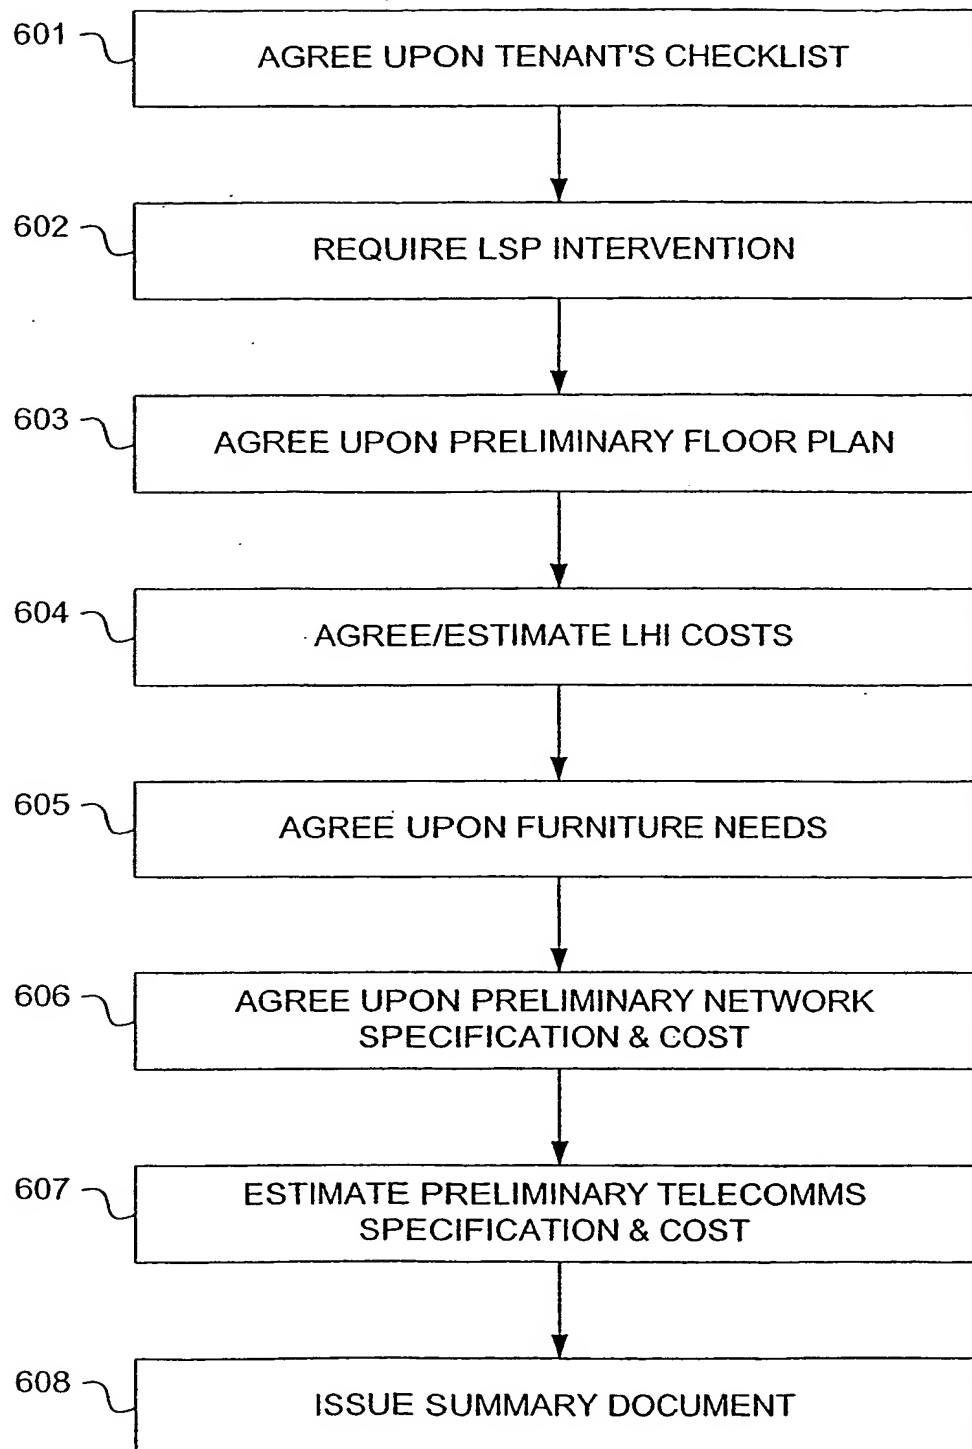 601
AGREE UPON TENANT'S CHECKLIST
602
REQUIRE LSP INTERVENTION
603
AGREE UPON PRELIMINARY FLOOR PLAN
604
AGREE/ESTIMATE LHI COSTS
605
AGREE UPON FURNITURE NEEDS
606
AGREE UPON PRELIMINARY NETWORK
SPECIFICATION & COST
607
ESTIMATE PRELIMINARY TELECOMMS
SPECIFICATION & COST
608
ISSUE SUMMARY DOCUMENT